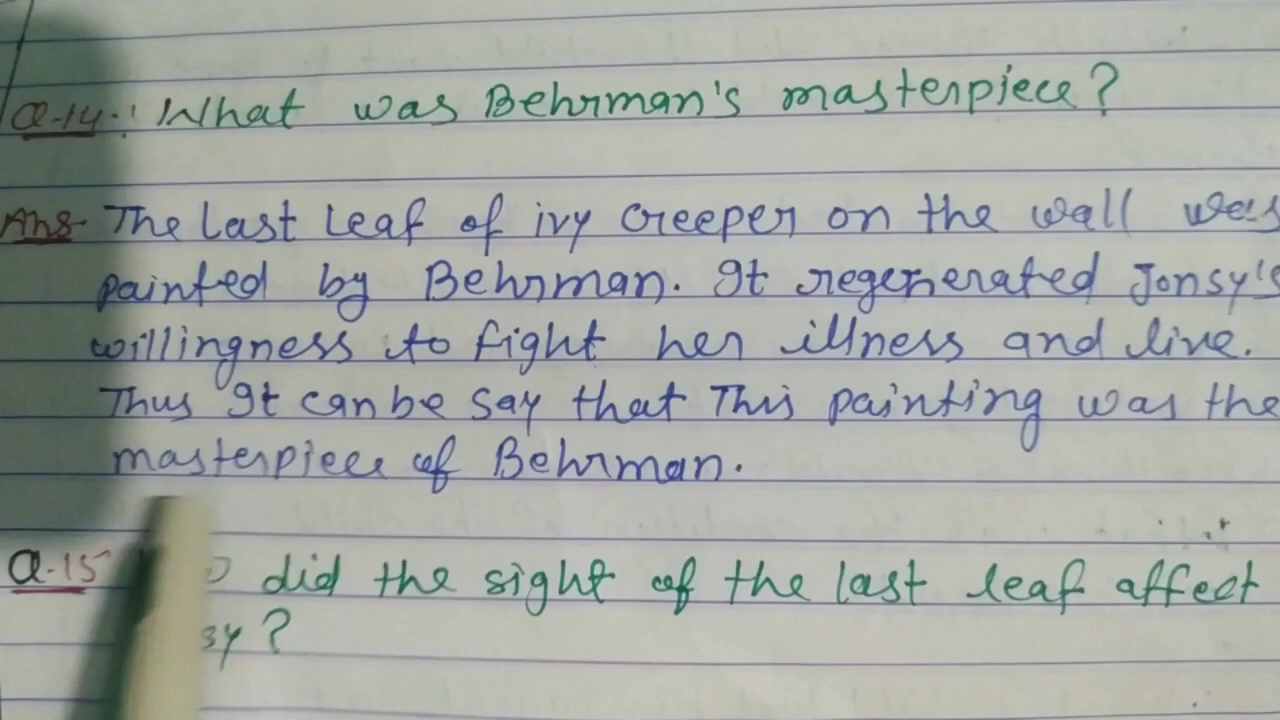 Q.14: What was Behrman's masterpiece?
Ans- The last leaf of ivy creeper on the wall was
painted by Behrman. It regenerated Jonsy's
willingness to fight her illness and live.
Thus It can be say that This painting was the
masterpiece of Behrman.
Q.15 did the sight of the last leaf affect
sy?